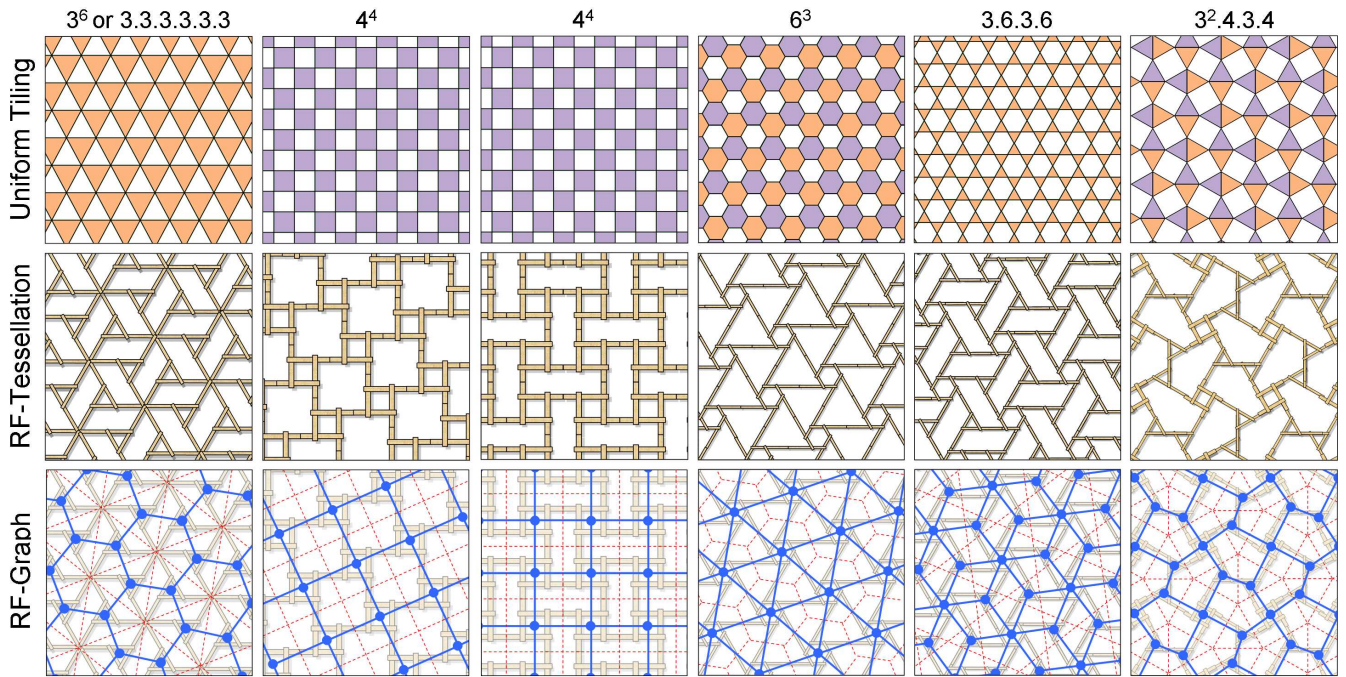 3⁶ or 3.3.3.3.3.3
4⁴
4⁴
6³
3.6.3.6
3².4.3.4
Uniform Tiling
RF-Tessellation
RF-Graph